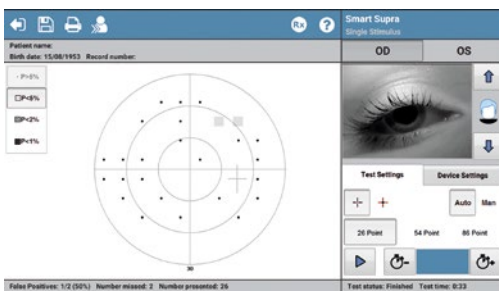 Rx ?
Smart Supra
Single Stimulus
Patient name:
Birth date: 15/08/1953 Record number:
OD OS
P>5%
P<5%
P<2%
P<1%
30
Test Settings Device Settings
Auto Man
26 Point 54 Point 86 Point
False Positives: 1/2 (50%) Number missed: 2 Number presented: 26
Test status: Finished Test time: 0:33